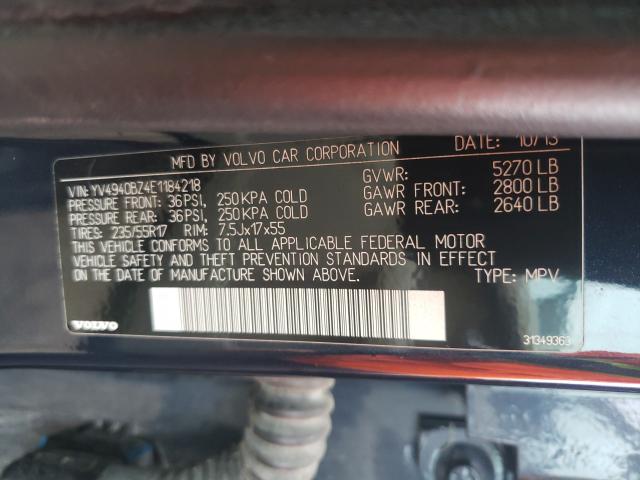 MFD BY VOLVO CAR CORPORATION DATE: 10/13
VIN: YV4940BZ4E1184218 GVWR: 5270 LB
PRESSURE FRONT: 36PSI, 250KPA COLD GAWR FRONT: 2800 LB
PRESSURE REAR: 36PSI, 250KPA COLD GAWR REAR: 2640 LB
TIRES: 235/55R17 RIM: 7.5Jx17x55
THIS VEHICLE CONFORMS TO ALL APPLICABLE FEDERAL MOTOR
VEHICLE SAFETY AND THEFT PREVENTION STANDARDS IN EFFECT
ON THE DATE OF MANUFACTURE SHOWN ABOVE. TYPE: MPV
VOLVO 31349363